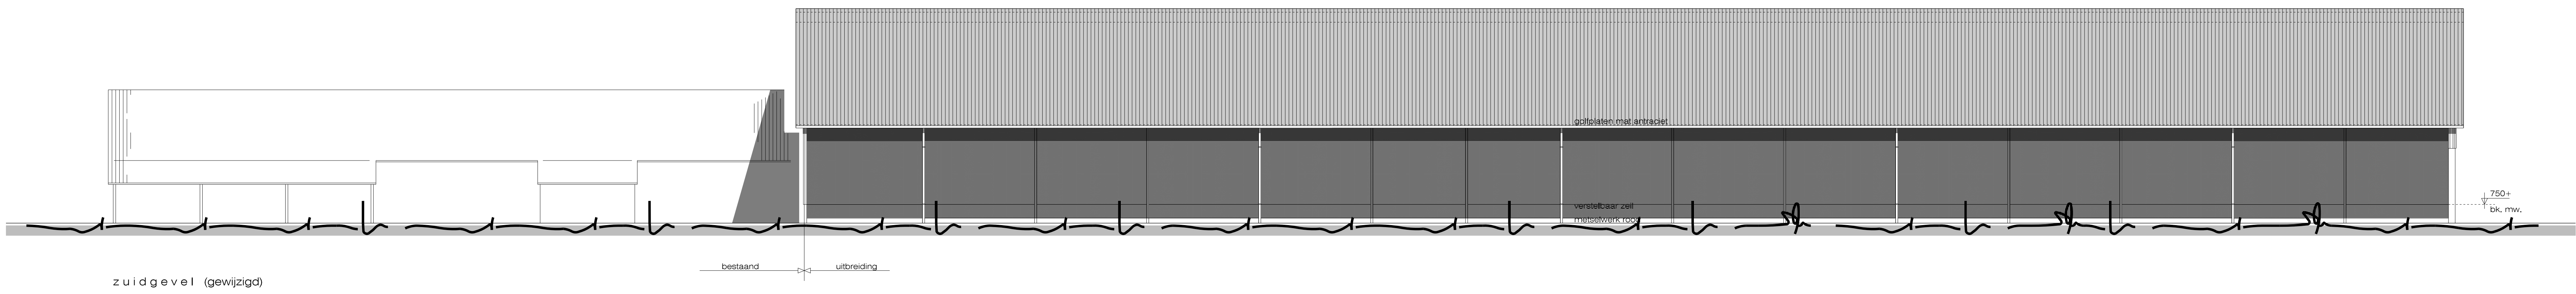 golfplaten mat antraciet
750+
verstelbaar zeil
bk. mw.
metselwerk rood
bestaand
uitbreiding
zuidgevel (gewijzigd)